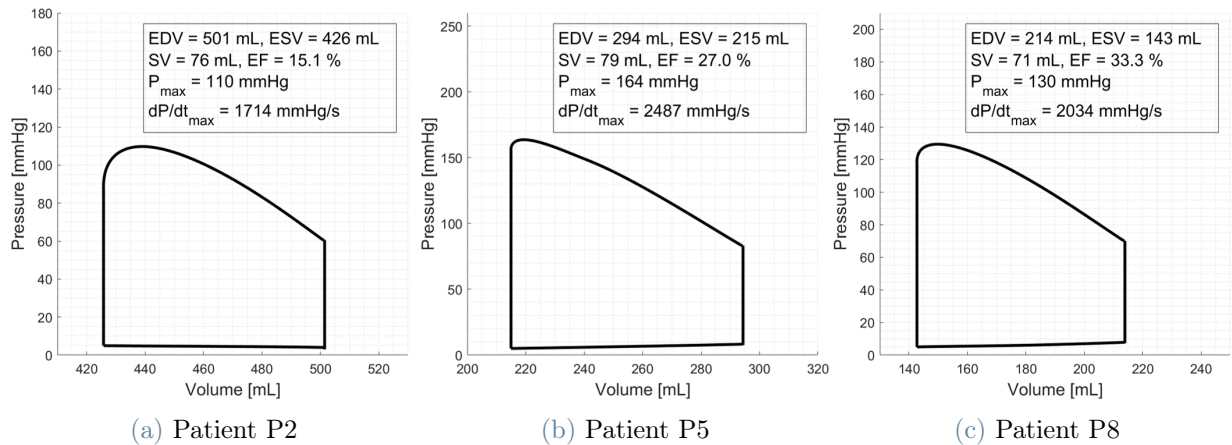 180
160
140
120
100
80
60
40
20
0
Pressure [mmHg]
EDV = 501 mL, ESV = 426 mL
SV = 76 mL, EF = 15.1 %
P_max = 110 mmHg
dP/dt_max = 1714 mmHg/s
420 440 460 480 500 520
Volume [mL]
(a) Patient P2
250
200
150
100
50
0
Pressure [mmHg]
EDV = 294 mL, ESV = 215 mL
SV = 79 mL, EF = 27.0 %
P_max = 164 mmHg
dP/dt_max = 2487 mmHg/s
200 220 240 260 280 300 320
Volume [mL]
(b) Patient P5
200
180
160
140
120
100
80
60
40
20
0
Pressure [mmHg]
EDV = 214 mL, ESV = 143 mL
SV = 71 mL, EF = 33.3 %
P_max = 130 mmHg
dP/dt_max = 2034 mmHg/s
140 160 180 200 220 240
Volume [mL]
(c) Patient P8